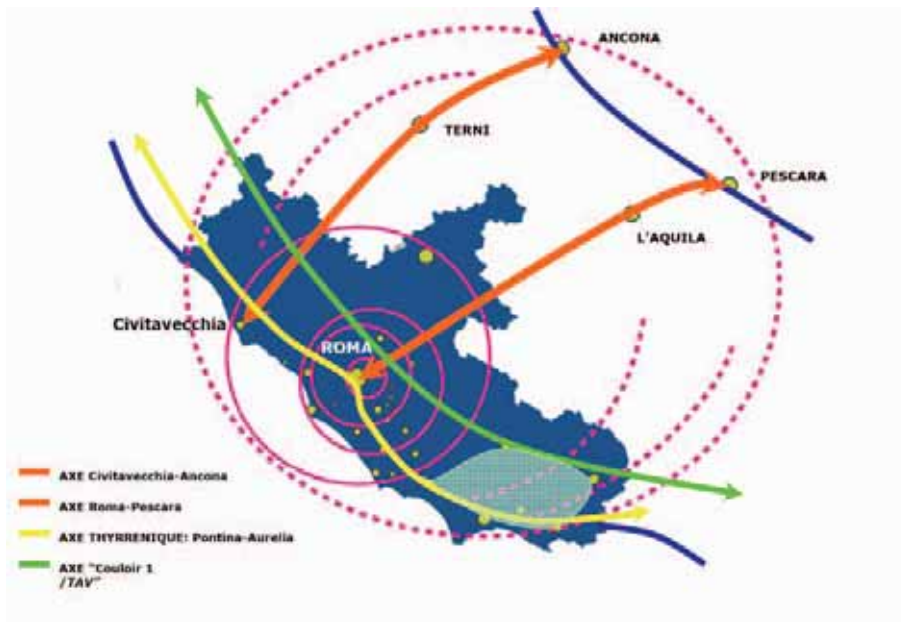 ANCONA
TERNI
PESCARA
L'AQUILA
Civitavecchia
ROMA
AXE Civitavecchia-Ancona
AXE Roma-Pescara
AXE THYRRENIQUE: Pontina-Aurelia
AXE "Couloir 1
/TAV"